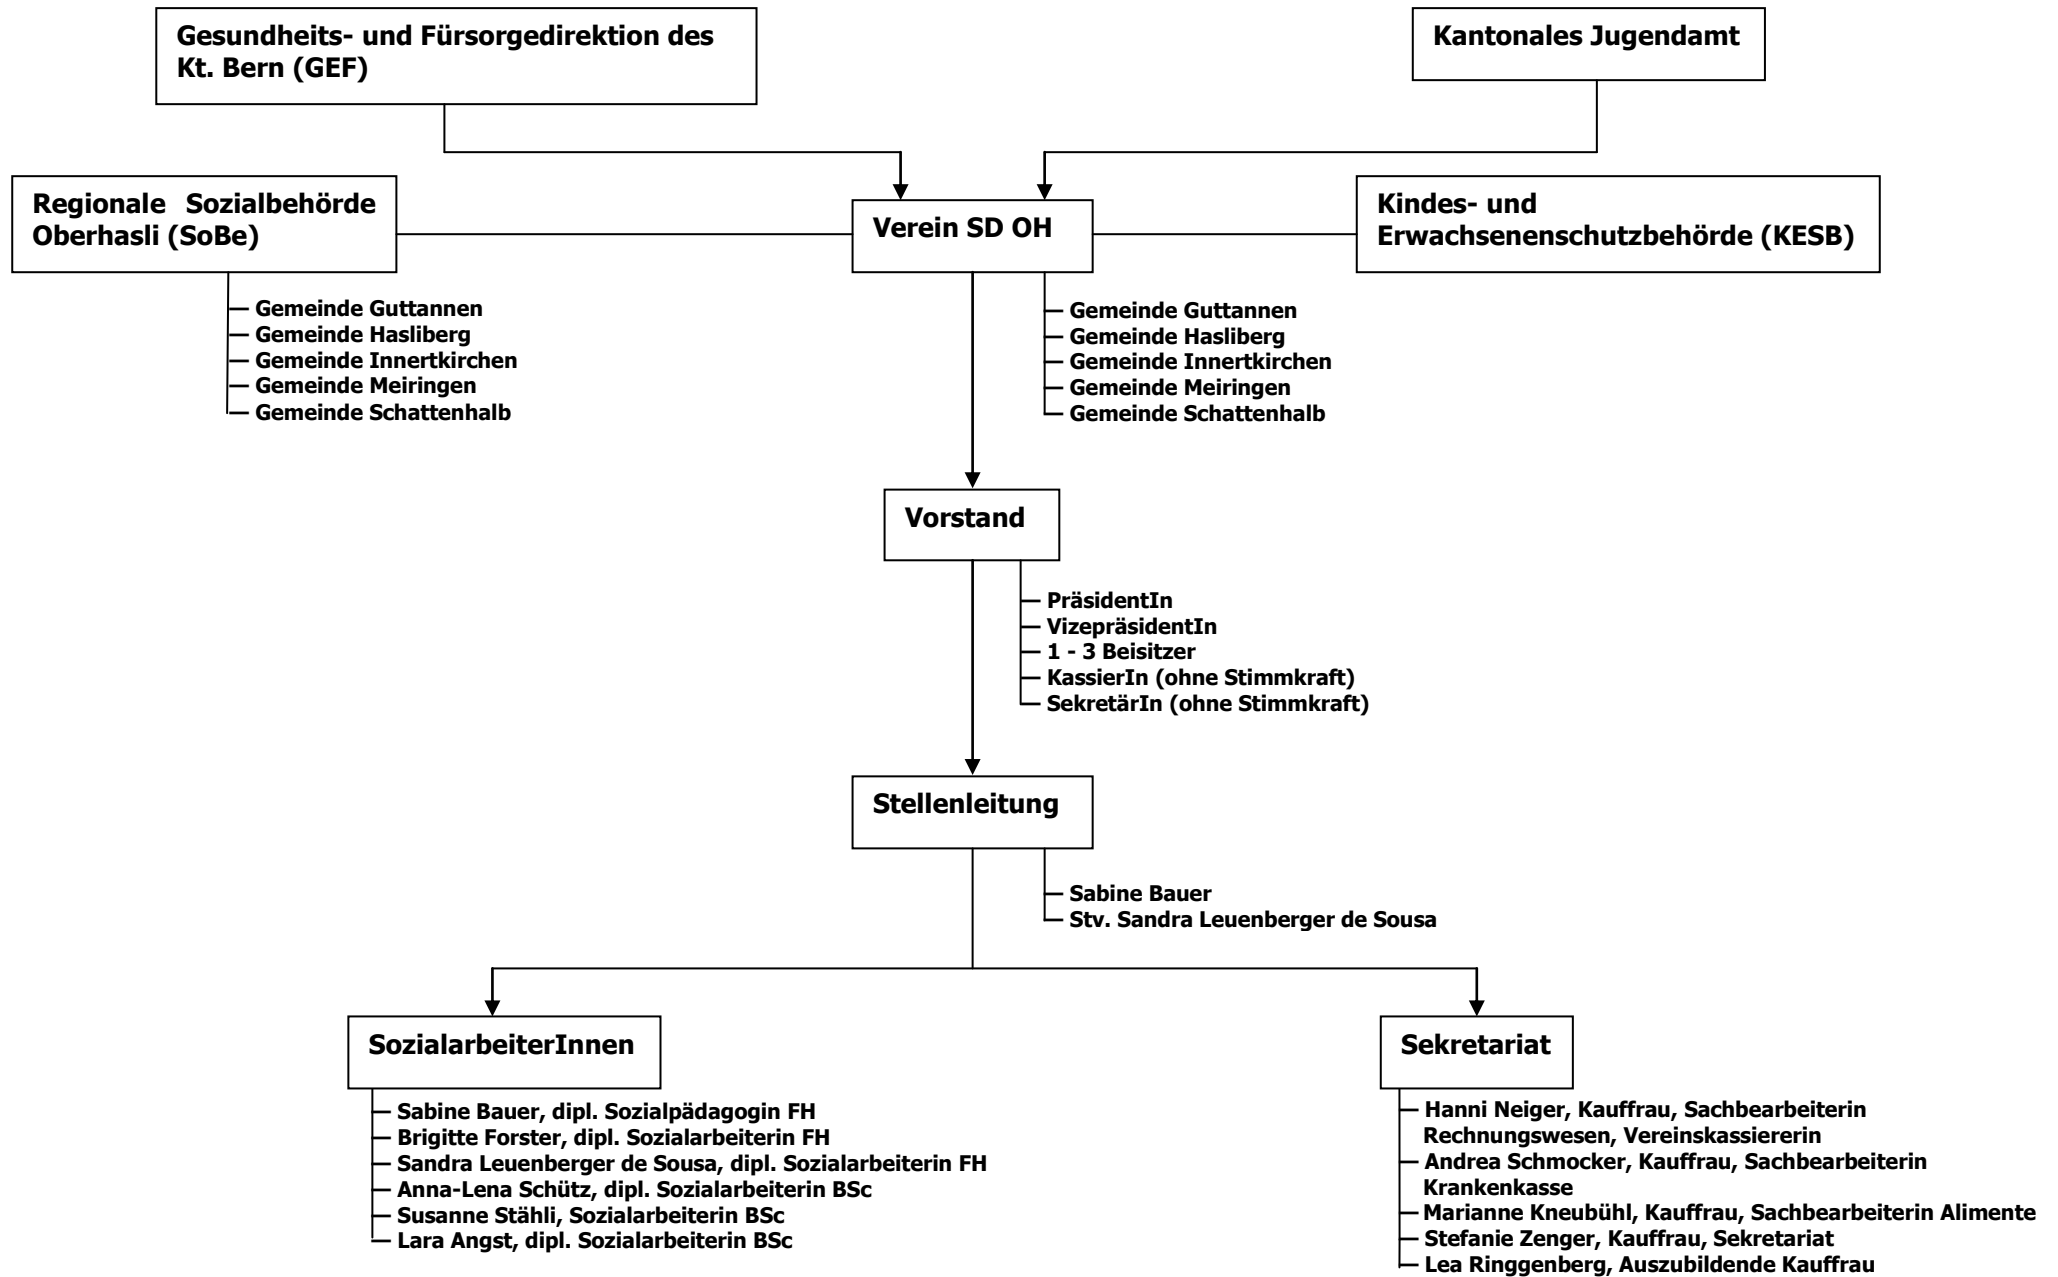 Gesundheits- und Fürsorgedirektion des
Kt. Bern (GEF)
Kantonales Jugendamt
Regionale Sozialbehörde
Oberhasli (SoBe)
Verein SD OH
Kindes- und
Erwachsenenschutzbehörde (KESB)
Gemeinde Guttannen
Gemeinde Hasliberg
Gemeinde Innertkirchen
Gemeinde Meiringen
Gemeinde Schattenhalb
Gemeinde Guttannen
Gemeinde Hasliberg
Gemeinde Innertkirchen
Gemeinde Meiringen
Gemeinde Schattenhalb
Vorstand
PräsidentIn
VizepräsidentIn
1 - 3 Beisitzer
KassierIn (ohne Stimmkraft)
SekretärIn (ohne Stimmkraft)
Stellenleitung
Sabine Bauer
Stv. Sandra Leuenberger de Sousa
SozialarbeiterInnen
Sabine Bauer, dipl. Sozialpädagogin FH
Brigitte Forster, dipl. Sozialarbeiterin FH
Sandra Leuenberger de Sousa, dipl. Sozialarbeiterin FH
Anna-Lena Schütz, dipl. Sozialarbeiterin BSc
Susanne Stähli, Sozialarbeiterin BSc
Lara Angst, dipl. Sozialarbeiterin BSc
Sekretariat
Hanni Neiger, Kauffrau, Sachbearbeiterin
Rechnungswesen, Vereinskassiererin
Andrea Schmocker, Kauffrau, Sachbearbeiterin
Krankenkasse
Marianne Kneubühl, Kauffrau, Sachbearbeiterin Alimente
Stefanie Zenger, Kauffrau, Sekretariat
Lea Ringgenberg, Auszubildende Kauffrau